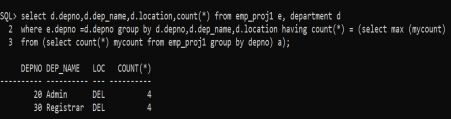 SQL> select d.depno,d.dep_name,d.location,count(*) from emp_proj1 e, department d
2 where e.depno =d.depno group by d.depno,d.dep_name,d.location having count(*) = (select max (mycount)
3 from (select count(*) mycount from emp_proj1 group by depno) a);
DEPNO DEP_NAME LOC COUNT(*)
---------- ---------- --- ----------
20 Admin DEL 4
30 Registrar DEL 4